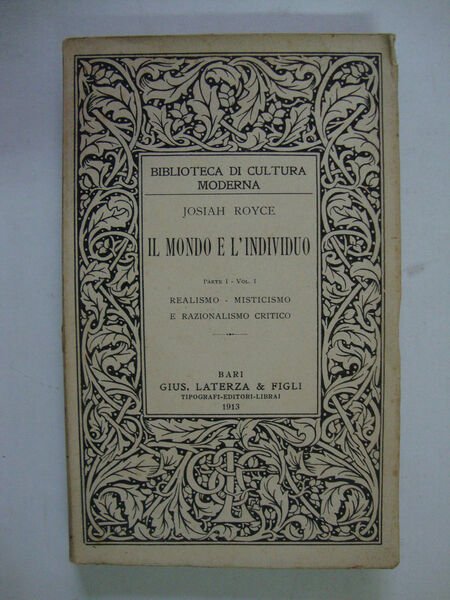 BIBLIOTECA DI CULTURA
MODERNA
JOSIAH ROYCE
IL MONDO E L'INDIVIDUO
PARTE I - VOL. I
REALISMO - MISTICISMO
E RAZIONALISMO CRITICO
BARI
GIUS. LATERZA & FIGLI
TIPOGRAFI-EDITORI-LIBRAI
1913